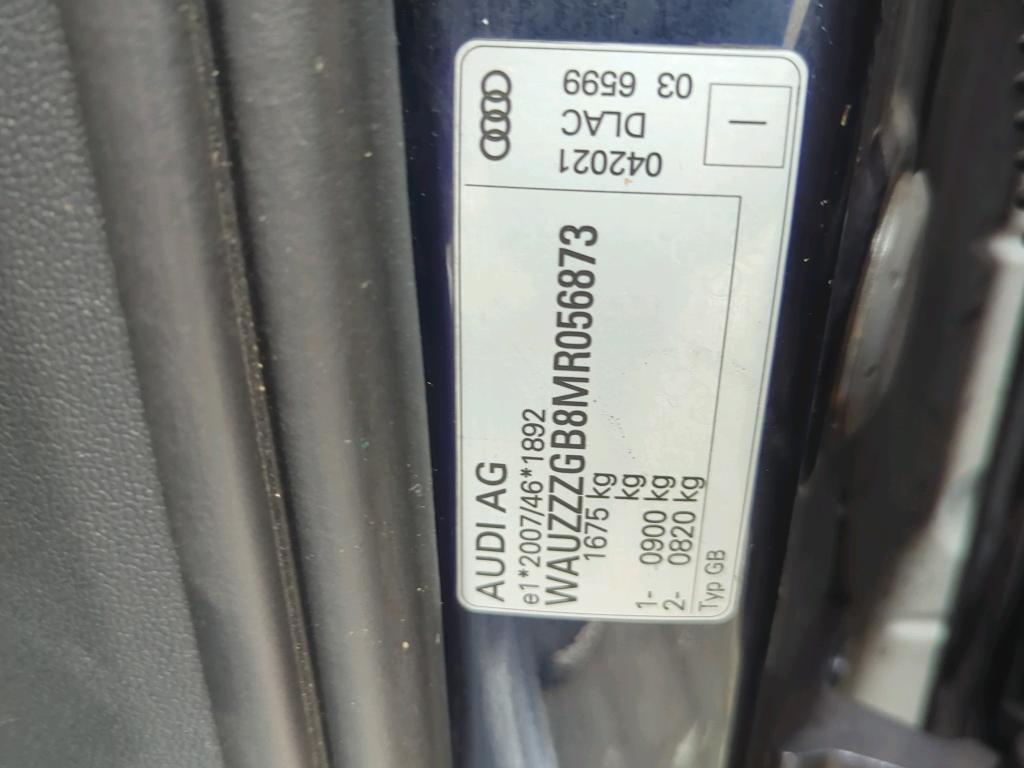 AUDI AG
e1*2007/46*1892
WAUZZZGB8MR056873
1675 kg
kg
1- 0900 kg
2- 0820 kg
Typ GB
042021
DLAC
03 6599